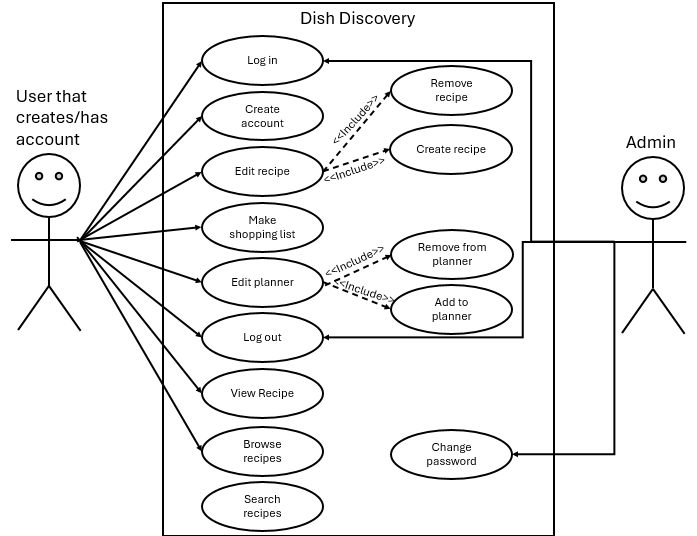 Dish Discovery
Log in
Remove
recipe
User that
creates/has
account
<<Include>>
Create
account
Create recipe
Admin
Edit recipe
<<Include>>
Make
shopping list
Remove from
planner
<<Include>>
Edit planner
<<Include>>
Add to
planner
Log out
View Recipe
Browse
recipes
Change
password
Search
recipes